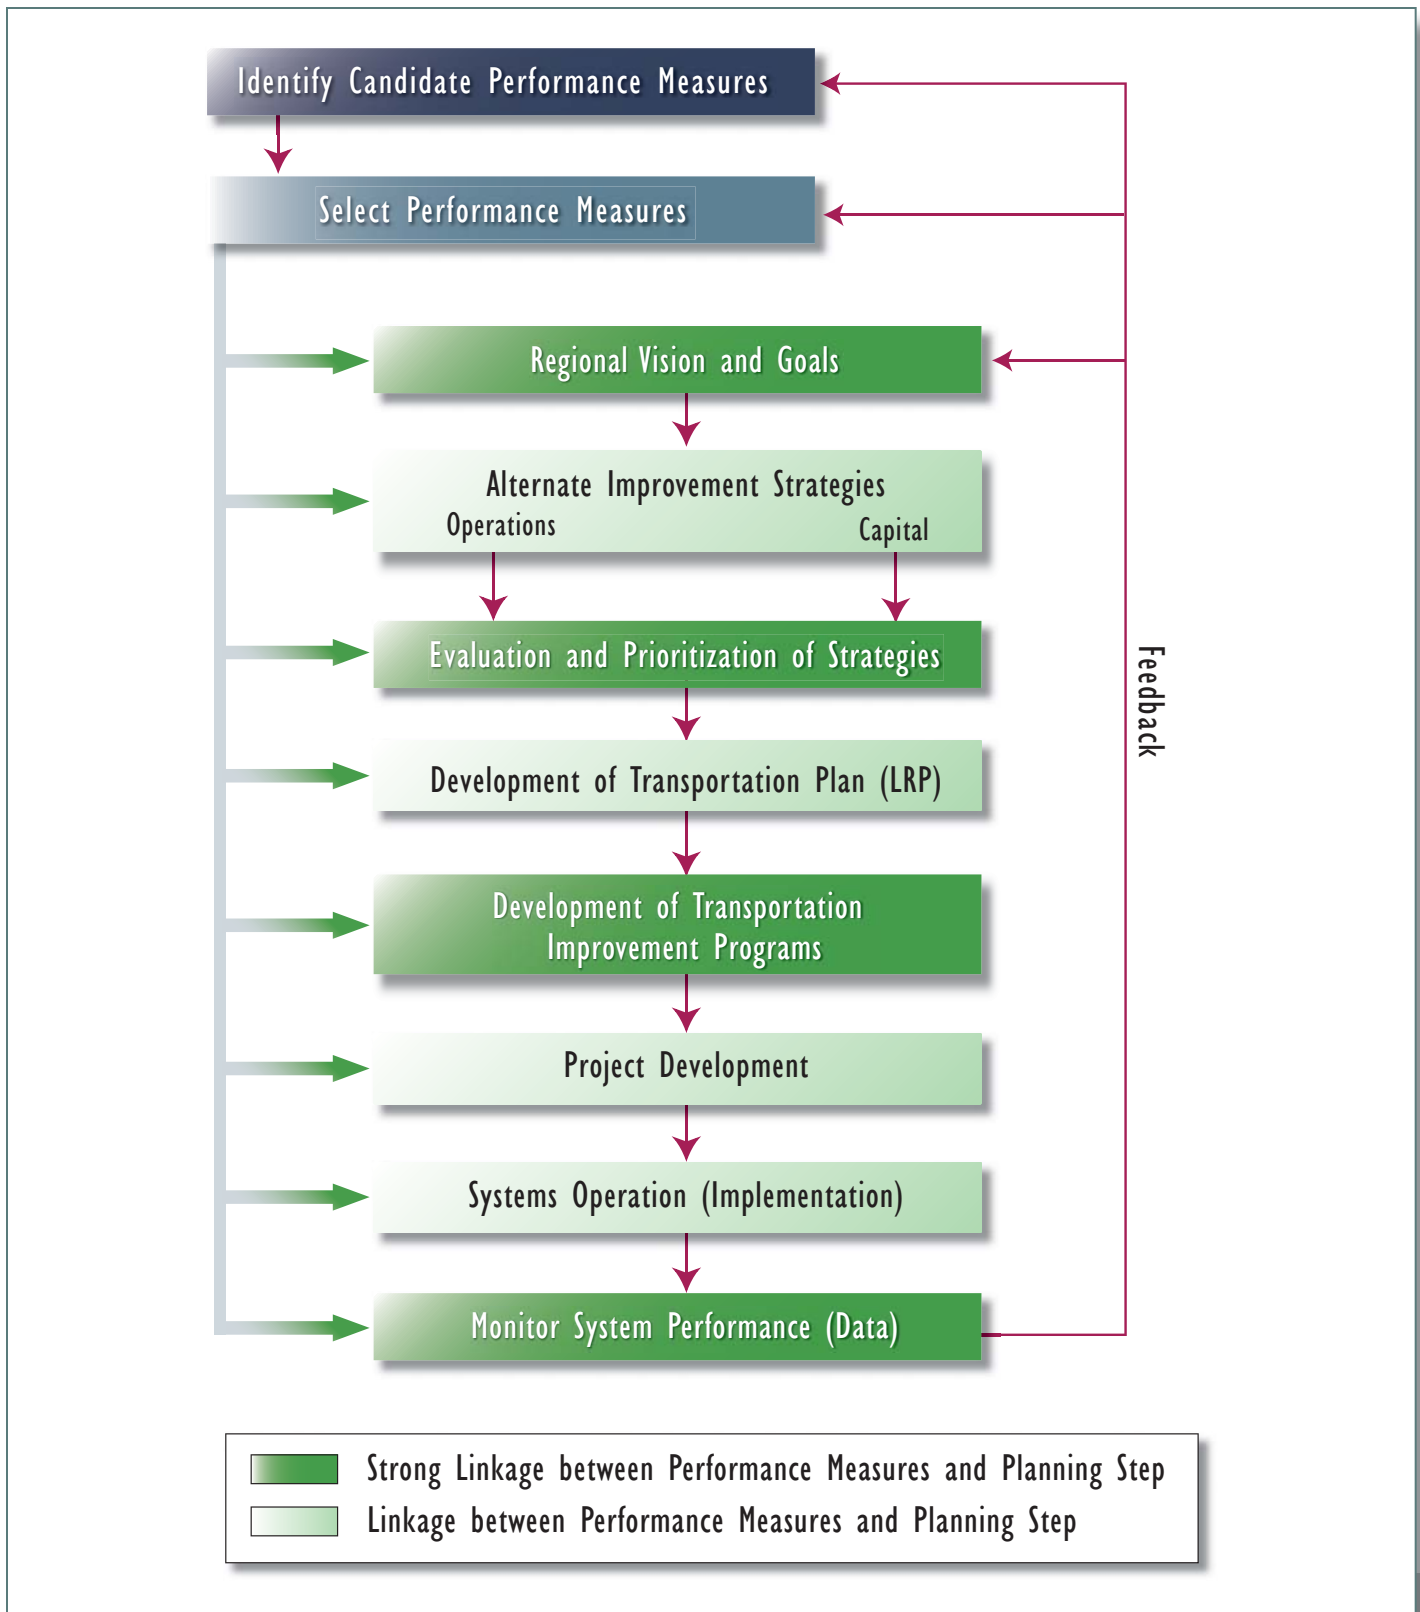 Identify Candidate Performance Measures
Select Performance Measures
Regional Vision and Goals
Alternate Improvement Strategies
Operations
Capital
Evaluation and Prioritization of Strategies
Development of Transportation Plan (LRP)
Development of Transportation
Improvement Programs
Project Development
Systems Operation (Implementation)
Monitor System Performance (Data)
Feedback
Strong Linkage between Performance Measures and Planning Step
Linkage between Performance Measures and Planning Step